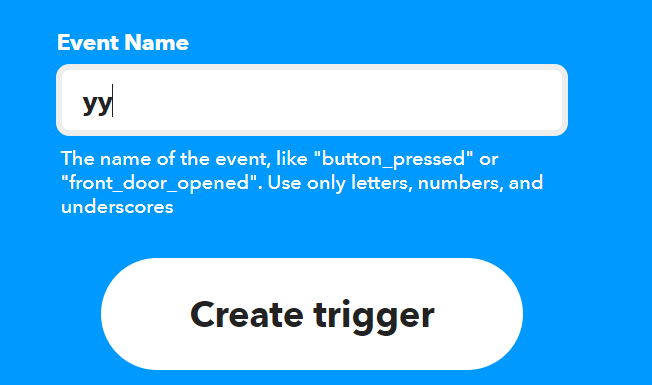 Event Name
yy
The name of the event, like "button_pressed" or
"front_door_opened". Use only letters, numbers, and
underscores
Create trigger